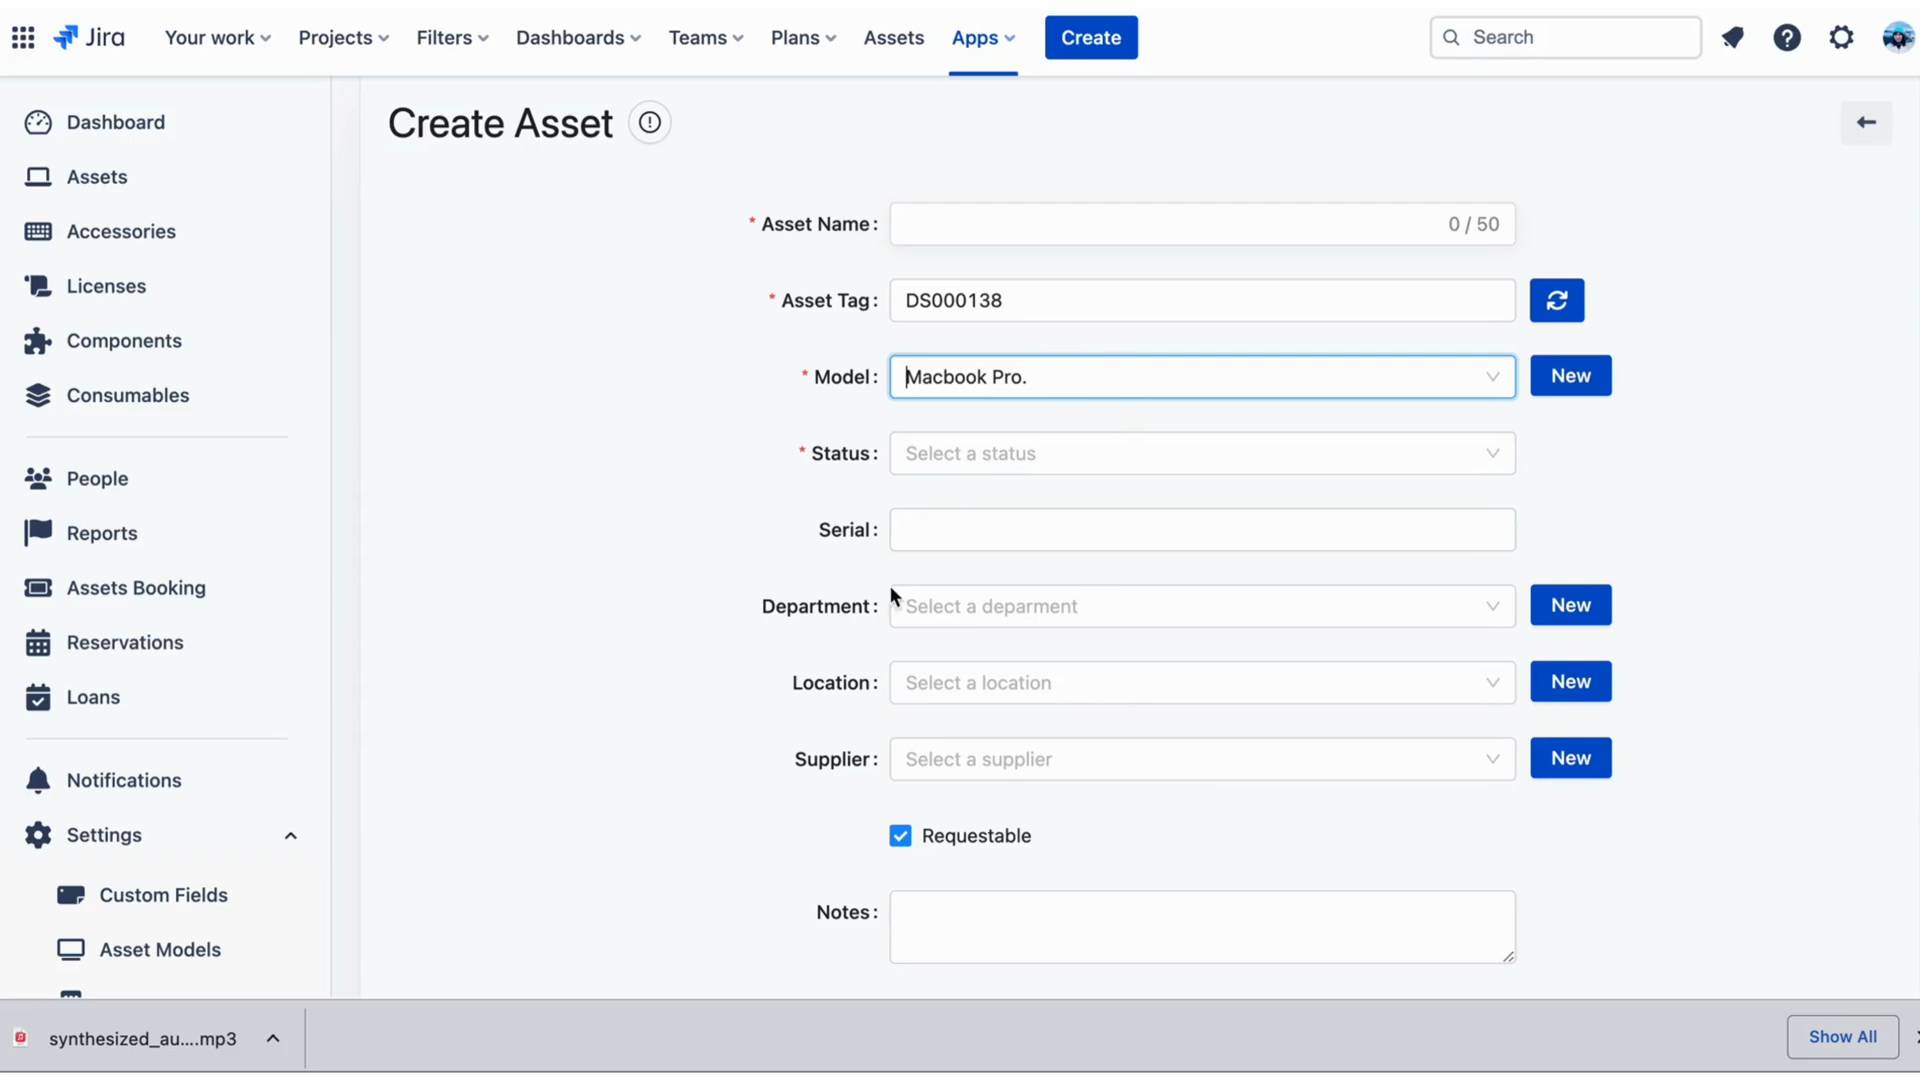 Jira
Your work
Projects
Filters
Dashboards
Teams
Plans
Assets
Apps
Create
Search
Dashboard
Assets
Accessories
Licenses
Components
Consumables
People
Reports
Assets Booking
Reservations
Loans
Notifications
Settings
Custom Fields
Asset Models
Create Asset
* Asset Name :
0 / 50
* Asset Tag :
DS000138
* Model :
Macbook Pro.
New
* Status :
Select a status
Serial :
Department :
Select a deparment
New
Location :
Select a location
New
Supplier :
Select a supplier
New
Requestable
Notes :
synthesized_au....mp3
Show All